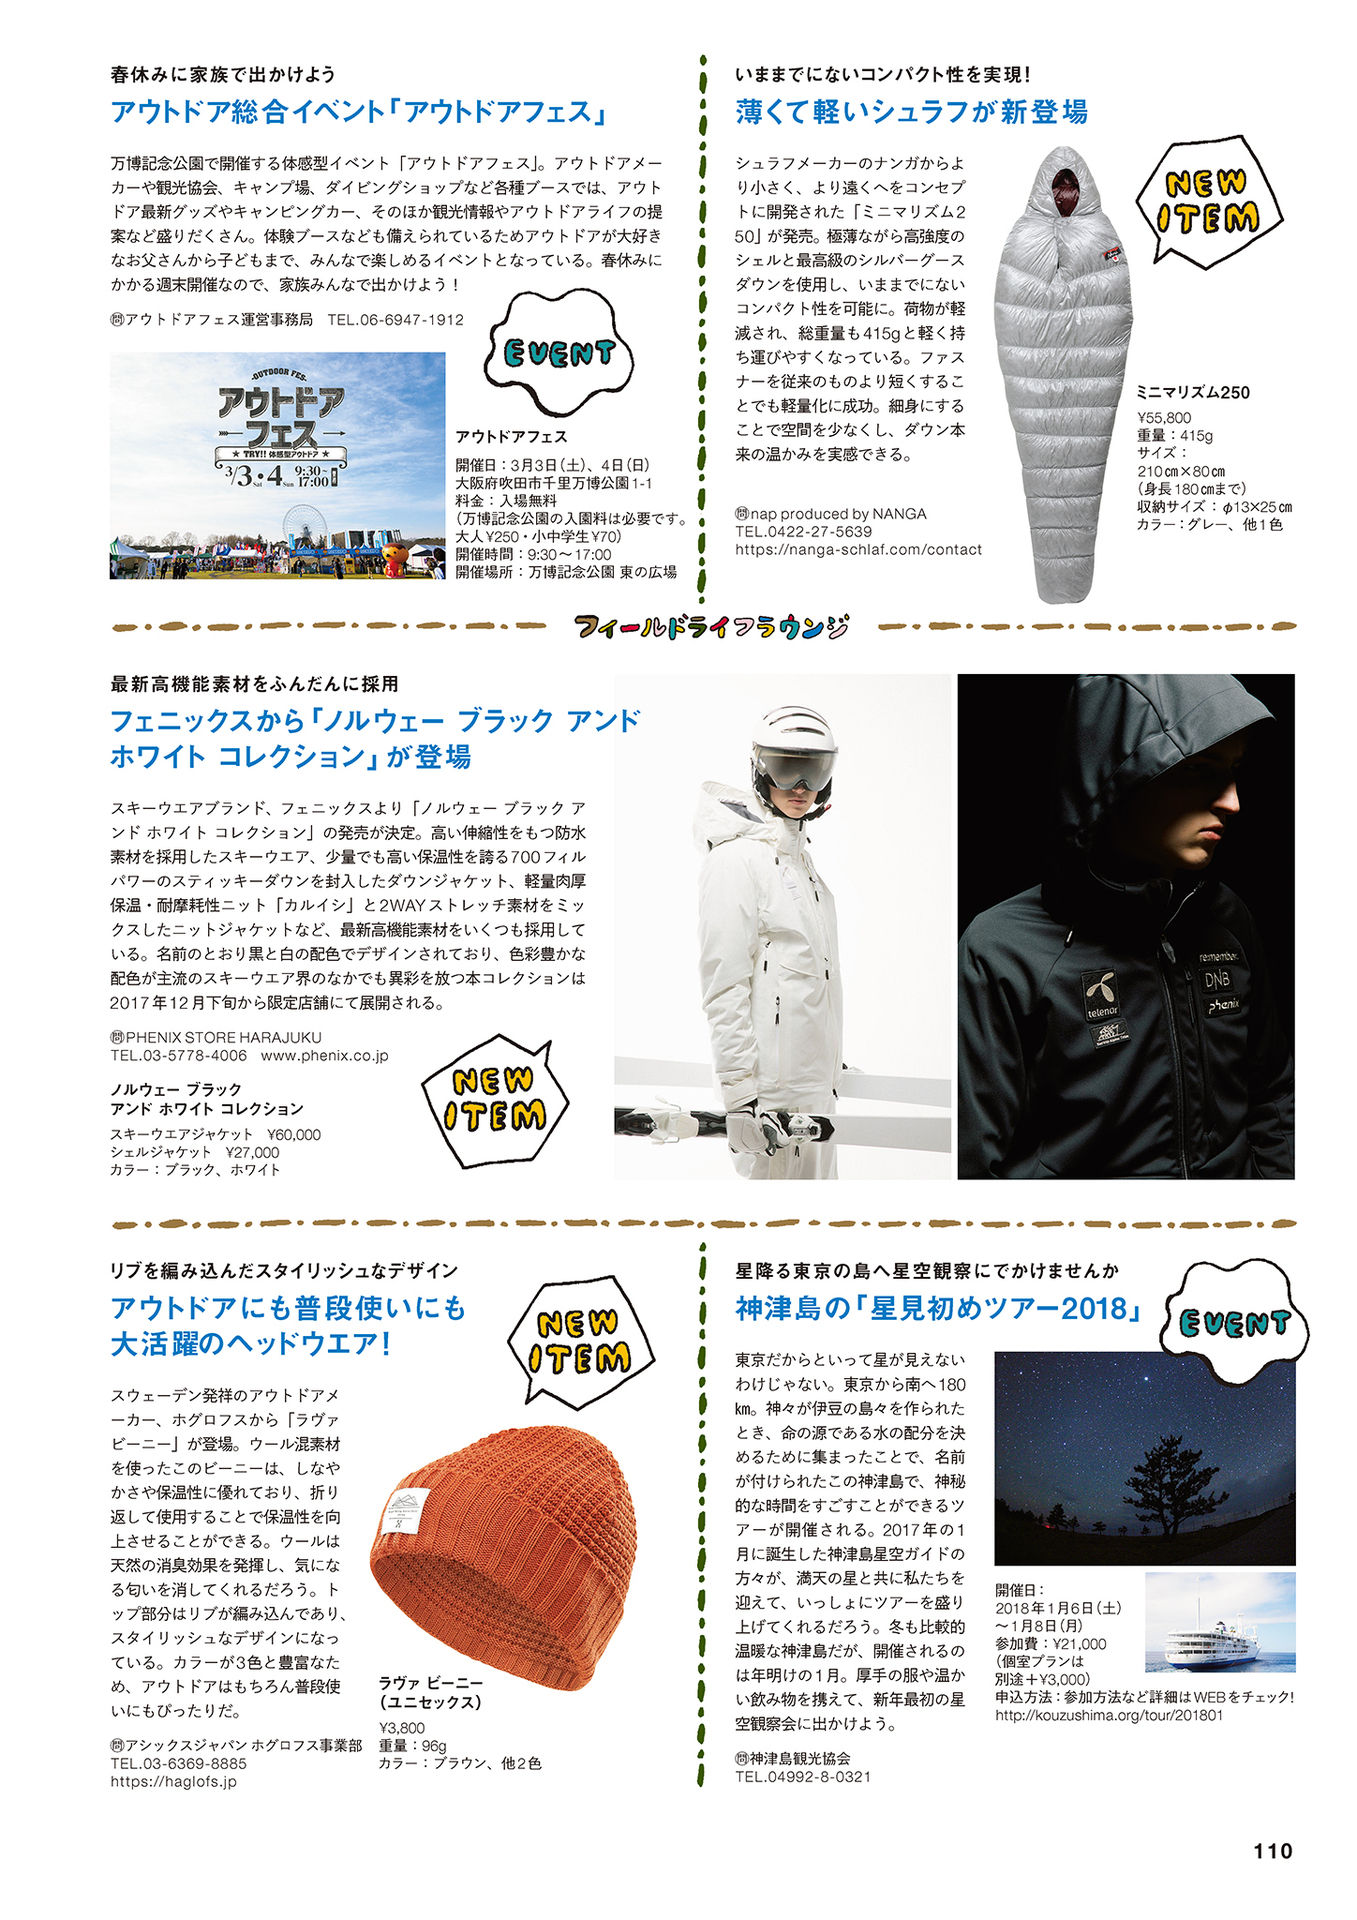 春休みに家族で出かけよう
アウトドア総合イベント「アウトドアフェス」
万博記念公園で開催する体感型イベント「アウトドアフェス」。アウトドアメー
カーや観光協会、キャンプ場、ダイビングショップなど各種ブースでは、アウト
ドア最新グッズやキャンピングカー、そのほか観光情報やアウトドアライフの提
案など盛りだくさん。体験ブースなども備えられているためアウトドアが大好き
なお父さんから子どもまで、みんなで楽しめるイベントとなっている。春休みに
かかる週末開催なので、家族みんなで出かけよう！
㉄アウトドアフェス運営事務局　TEL.06-6947-1912
EVENT
-OUTDOOR FES-
アウトドア
フェス
★ TRY!! 体感型アウトドア ★
3/3・4 9:30~
Sat Sun 17:00
アウトドアフェス
開催日：3月3日（土）、4日（日）
大阪府吹田市千里万博公園1-1
料金：入場無料
（万博記念公園の入園料は必要です。
大人¥250・小中学生¥70）
開催時間：9:30～17:00
開催場所：万博記念公園 東の広場
いままでにないコンパクト性を実現！
薄くて軽いシュラフが新登場
シュラフメーカーのナンガからよ
り小さく、より遠くへをコンセプ
トに開発された「ミニマリズム2
50」が発売。極薄ながら高強度の
シェルと最高級のシルバーグース
ダウンを使用し、いままでにない
コンパクト性を可能に。荷物が軽
減され、総重量も415gと軽く持
ち運びやすくなっている。ファス
ナーを従来のものより短くするこ
とでも軽量化に成功。細身にする
ことで空間を少なくし、ダウン本
来の温かみを実感できる。
㉄nap produced by NANGA
TEL.0422-27-5639
https://nanga-schlaf.com/contact
NEW
ITEM
ミニマリズム250
¥55,800
重量：415g
サイズ：
210㎝×80㎝
（身長180㎝まで）
収納サイズ：φ13×25㎝
カラー：グレー、他1色
フィールドライフラウンジ
最新高機能素材をふんだんに採用
フェニックスから「ノルウェー ブラック アンド
ホワイト コレクション」が登場
スキーウエアブランド、フェニックスより「ノルウェー ブラック ア
ンド ホワイト コレクション」の発売が決定。高い伸縮性をもつ防水
素材を採用したスキーウエア、少量でも高い保温性を誇る700フィル
パワーのスティッキーダウンを封入したダウンジャケット、軽量肉厚
保温・耐摩耗性ニット「カルイシ」と2WAYストレッチ素材をミッ
クスしたニットジャケットなど、最新高機能素材をいくつも採用して
いる。名前のとおり黒と白の配色でデザインされており、色彩豊かな
配色が主流のスキーウエア界のなかでも異彩を放つ本コレクションは
2017年12月下旬から限定店舗にて展開される。
㉄PHENIX STORE HARAJUKU
TEL.03-5778-4006　www.phenix.co.jp
ノルウェー ブラック
アンド ホワイト コレクション
スキーウエアジャケット　¥60,000
シェルジャケット　¥27,000
カラー：ブラック、ホワイト
NEW
ITEM
telenor
re:member.
DNB
phenix
リブを編み込んだスタイリッシュなデザイン
アウトドアにも普段使いにも
大活躍のヘッドウエア！
スウェーデン発祥のアウトドアメ
ーカー、ホグロフスから「ラヴァ
ビーニー」が登場。ウール混素材
を使ったこのビーニーは、しなや
かさや保温性に優れており、折り
返して使用することで保温性を向
上させることができる。ウールは
天然の消臭効果を発揮し、気にな
る匂いを消してくれるだろう。ト
ップ部分はリブが編み込んであり、
スタイリッシュなデザインになっ
ている。カラーが3色と豊富なた
め、アウトドアはもちろん普段使
いにもぴったりだ。
㉄アシックスジャパン ホグロフス事業部
TEL.03-6369-8885
https://haglofs.jp
NEW
ITEM
ラヴァ ビーニー
（ユニセックス）
¥3,800
重量：96g
カラー：ブラウン、他2色
星降る東京の島へ星空観察にでかけませんか
神津島の「星見初めツアー2018」
東京だからといって星が見えない
わけじゃない。東京から南へ180
㎞。神々が伊豆の島々を作られた
とき、命の源である水の配分を決
めるために集まったことで、名前
が付けられたこの神津島で、神秘
的な時間をすごすことができるツ
アーが開催される。2017年の1
月に誕生した神津島星空ガイドの
方々が、満天の星と共に私たちを
迎えて、いっしょにツアーを盛り
上げてくれるだろう。冬も比較的
温暖な神津島だが、開催されるの
は年明けの1月。厚手の服や温か
い飲み物を携えて、新年最初の星
空観察会に出かけよう。
㉄神津島観光協会
TEL.04992-8-0321
EVENT
開催日：
2018年1月6日（土）
～1月8日（月）
参加費：¥21,000
（個室プランは
別途＋¥3,000）
申込方法：参加方法など詳細はWEBをチェック！
http://kouzushima.org/tour/201801
110